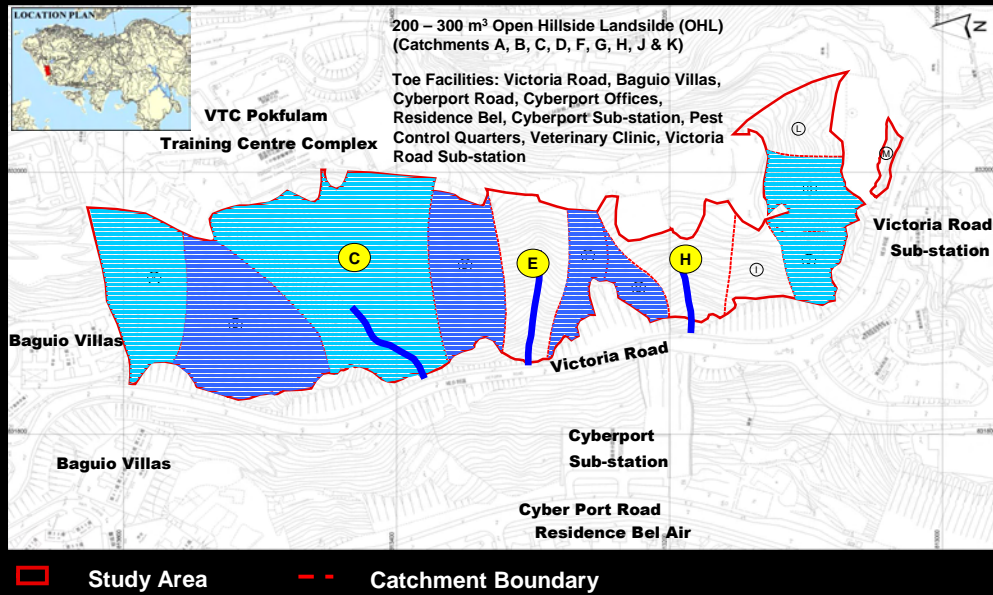 LOCATION PLAN
200 – 300 m³ Open Hillside Landsilde (OHL)
(Catchments A, B, C, D, F, G, H, J & K)
N
Toe Facilities: Victoria Road, Baguio Villas,
Cyberport Road, Cyberport Offices,
Residence Bel, Cyberport Sub-station, Pest
Control Quarters, Veterinary Clinic, Victoria
Road Sub-station
VTC Pokfulam
Training Centre Complex
L
M
Victoria Road
Sub-station
C
E
H
I
Baguio Villas
Victoria Road
Baguio Villas
Cyberport
Sub-station
Cyber Port Road
Residence Bel Air
Study Area
Catchment Boundary